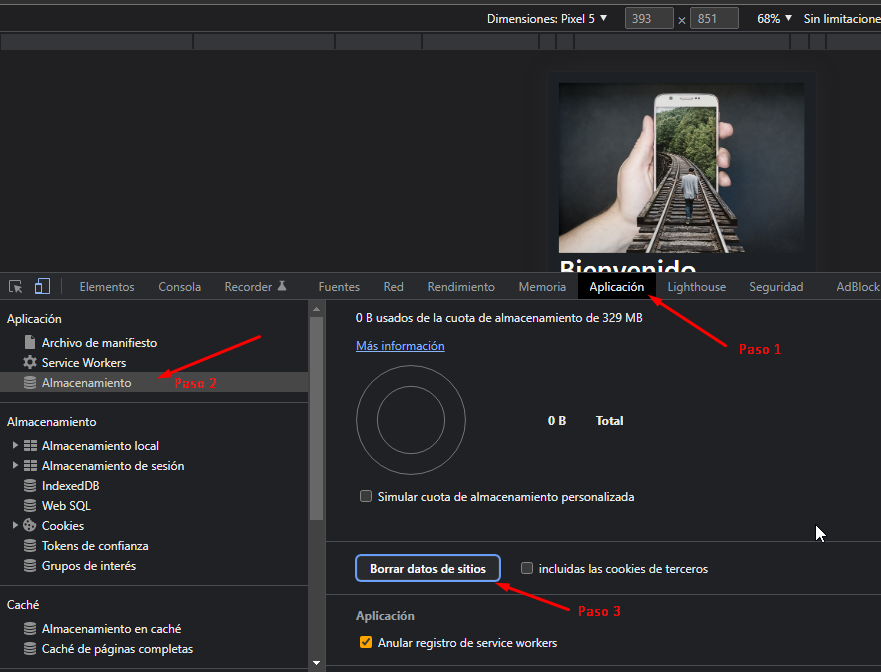 Dimensiones: Pixel 5 ▼ 393 × 851 68% ▼ Sin limitacione
Bienvenido
Elementos Consola Recorder Fuentes Red Rendimiento Memoria Aplicación Lighthouse Seguridad AdBlock
Aplicación
Archivo de manifiesto
Service Workers
Almacenamiento
Paso 2
Almacenamiento
Almacenamiento local
Almacenamiento de sesión
IndexedDB
Web SQL
Cookies
Tokens de confianza
Grupos de interés
Caché
Almacenamiento en caché
Caché de páginas completas
0 B usados de la cuota de almacenamiento de 329 MB
Más información
Paso 1
0 B Total
Simular cuota de almacenamiento personalizada
Borrar datos de sitios
incluidas las cookies de terceros
Paso 3
Aplicación
Anular registro de service workers